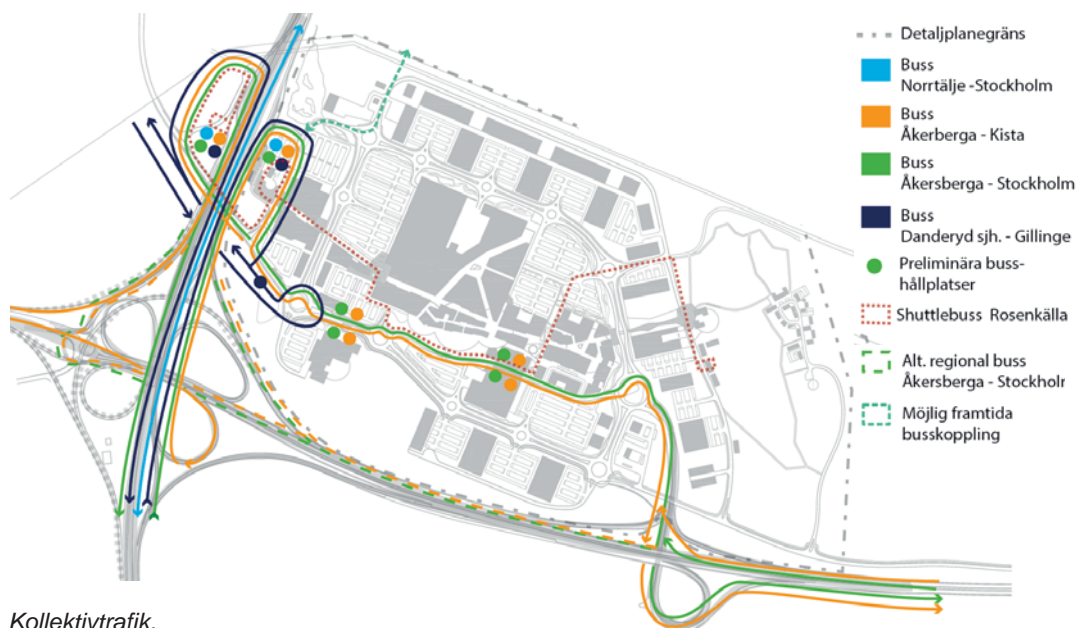 Detaljplanegräns
Buss
Norrtälje -Stockholm
Buss
Åkerberga - Kista
Buss
Åkersberga - Stockholm
Buss
Danderyd sjh. - Gillinge
Preliminära buss-
hållplatser
Shuttlebuss Rosenkälla
Alt. regional buss
Åkersberga - Stockholr
Möjlig framtida
busskoppling
Kollektivtrafik.